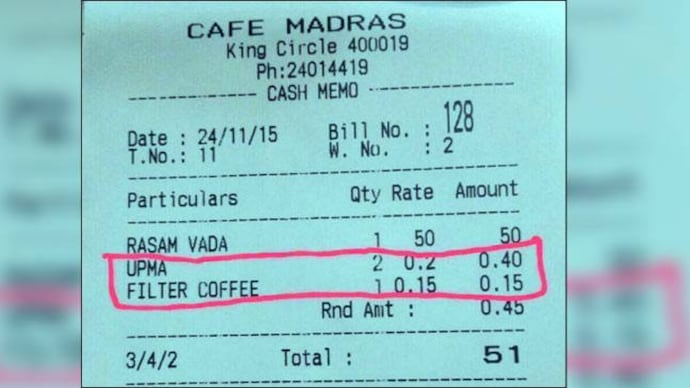 CAFE MADRAS
King Circle 400019
Ph:24014419
CASH MEMO
Date : 24/11/15 Bill No. : 128
T.No.: 11 W. No. : 2
Particulars Qty Rate Amount
RASAM VADA 1 50 50
UPMA 2 0.2 0.40
FILTER COFFEE 1 0.15 0.15
Rnd Amt : 0.45
3/4/2 Total : 51